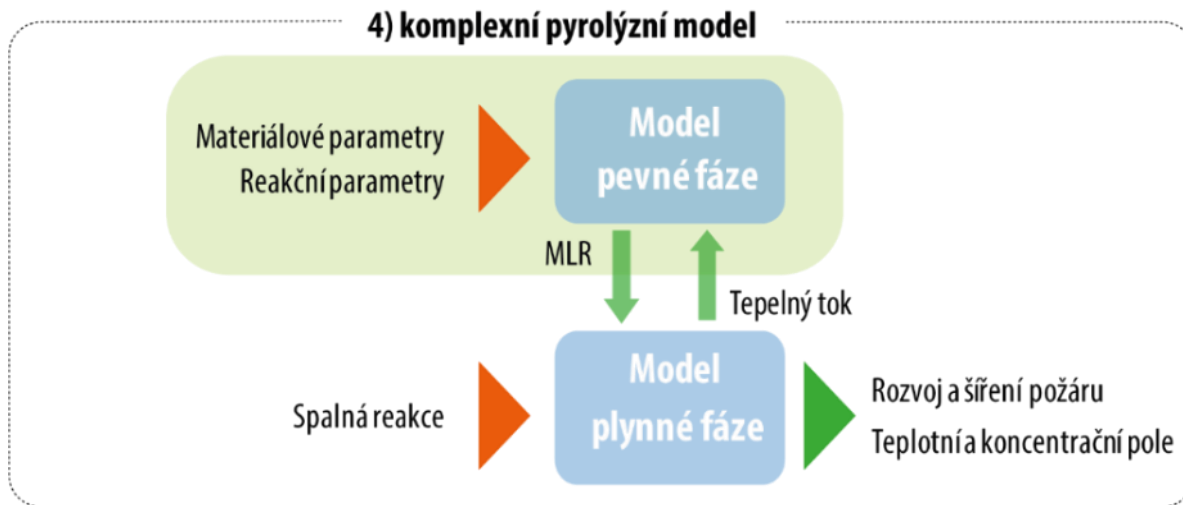 4) komplexní pyrolýzní model
Materiálové parametry
Reakční parametry
Model
pevné fáze
MLR
Tepelný tok
Spalná reakce
Model
plynné fáze
Rozvoj a šíření požáru
Teplotní a koncentrační pole